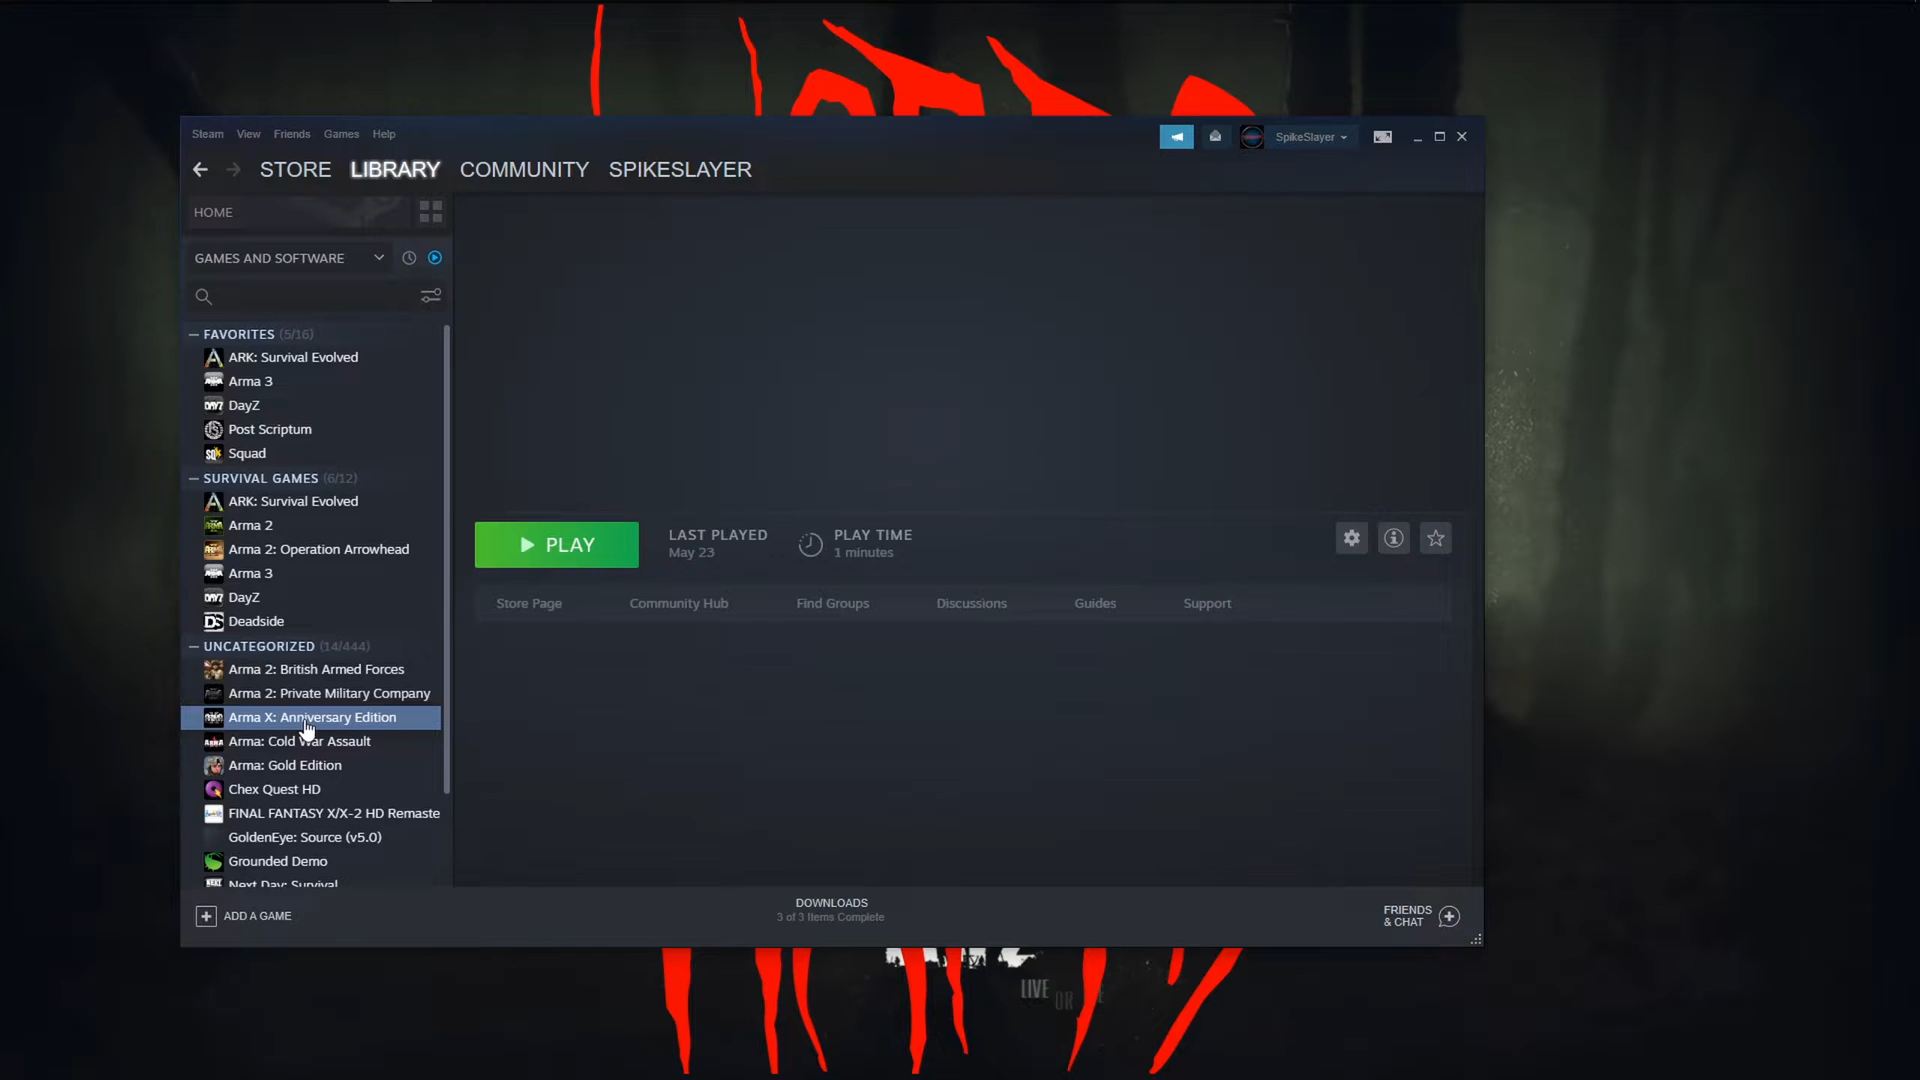 Steam View Friends Games Help
SpikeSlayer
STORE LIBRARY COMMUNITY SPIKESLAYER
HOME
GAMES AND SOFTWARE
FAVORITES (5/16)
ARK: Survival Evolved
Arma 3
DayZ
Post Scriptum
Squad
SURVIVAL GAMES (6/12)
ARK: Survival Evolved
Arma 2
Arma 2: Operation Arrowhead
Arma 3
DayZ
Deadside
UNCATEGORIZED (14/444)
Arma 2: British Armed Forces
Arma 2: Private Military Company
Arma X: Anniversary Edition
Arma: Cold War Assault
Arma: Gold Edition
Chex Quest HD
FINAL FANTASY X/X-2 HD Remaste
GoldenEye: Source (v5.0)
Grounded Demo
Next Day: Survival
PLAY
LAST PLAYED
May 23
PLAY TIME
1 minutes
Store Page Community Hub Find Groups Discussions Guides Support
ADD A GAME
DOWNLOADS
3 of 3 Items Complete
FRIENDS
& CHAT
LIVE
OR